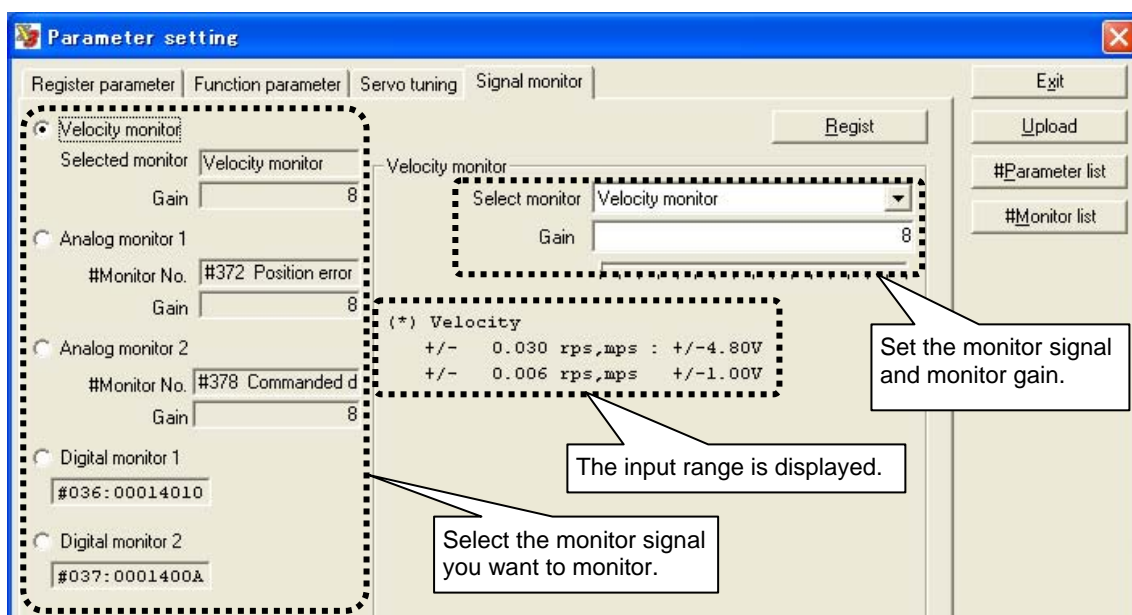 Parameter setting
Register parameter Function parameter Servo tuning Signal monitor
Exit
Upload
#Parameter list
#Monitor list
Regist
Velocity monitor
Selected monitor Velocity monitor
Gain 8
Analog monitor 1
#Monitor No. #372 Position error
Gain 8
Analog monitor 2
#Monitor No. #378 Commanded d
Gain 8
Digital monitor 1
#036:00014010
Digital monitor 2
#037:0001400A
Velocity monitor
Select monitor Velocity monitor
Gain 8
(*) Velocity
+/- 0.030 rps,mps : +/-4.80V
+/- 0.006 rps,mps +/-1.00V
Set the monitor signal
and monitor gain.
The input range is displayed.
Select the monitor signal
you want to monitor.